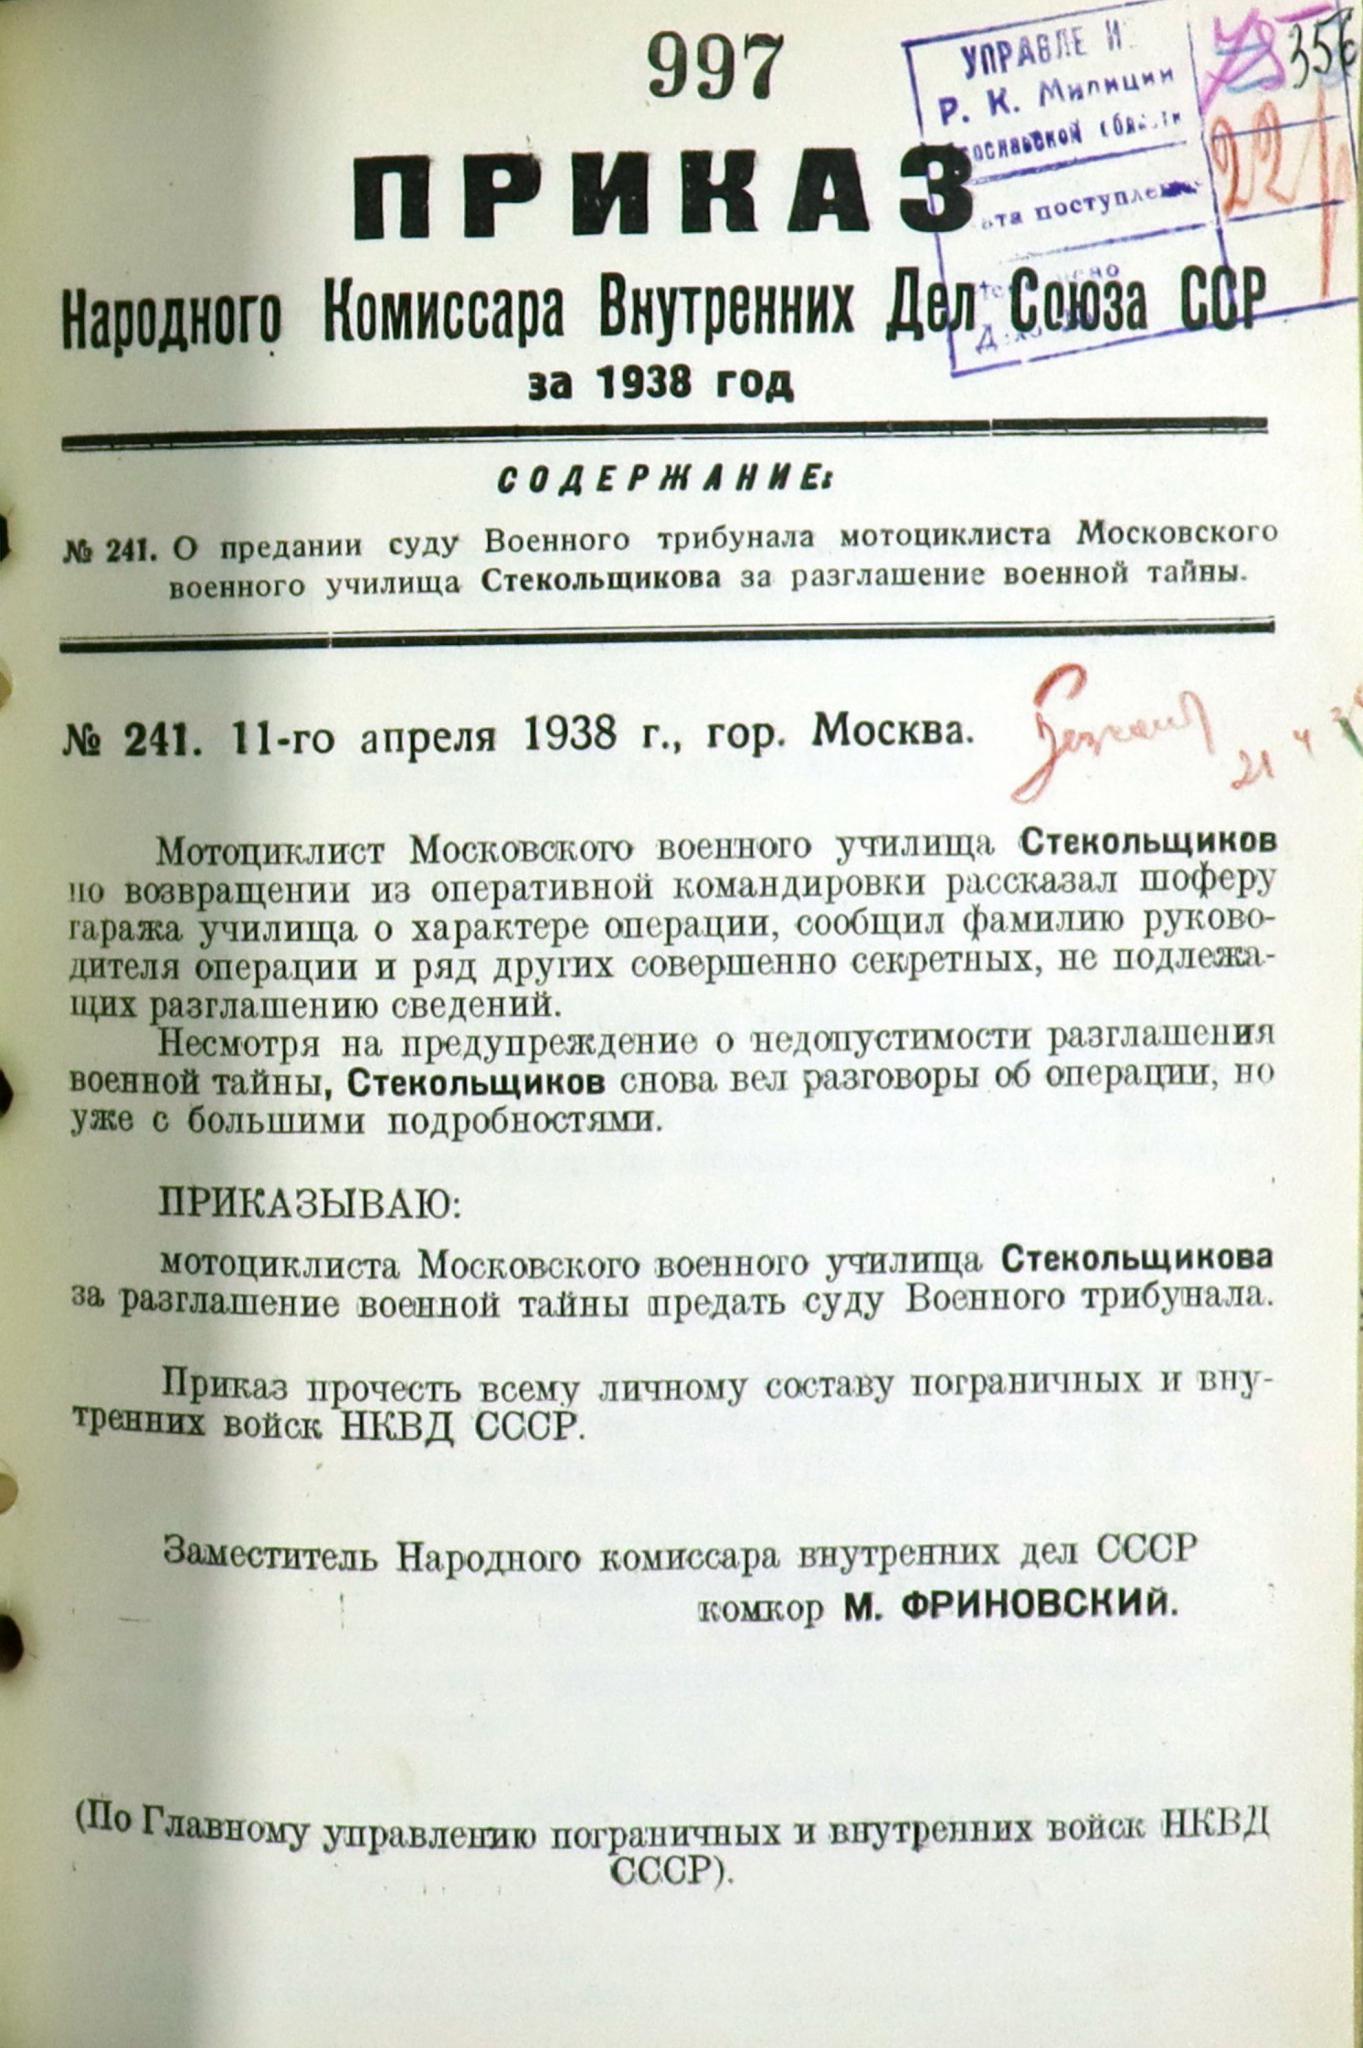 997
УПРАВЛЕ И
Р. К. Милиции
356
ПРИКАЗ
Народного Комиссара Внутренних Дел Союза ССР
за 1938 год
СОДЕРЖАНИЕ:
№ 241. О предании суду Военного трибунала мотоциклиста Московского
военного училища Стекольщикова за разглашение военной тайны.
№ 241. 11-го апреля 1938 г., гор. Москва.
21 4
Мотоциклист Московского военного училища Стекольщиков
по возвращении из оперативной командировки рассказал шоферу
гаража училища о характере операции, сообщил фамилию руково-
дителя операции и ряд других совершенно секретных, не подлежа-
щих разглашению сведений.
Несмотря на предупреждение о недопустимости разглашения
военной тайны, Стекольщиков снова вел разговоры об операции, но
уже с большими подробностями.
ПРИКАЗЫВАЮ:
мотоциклиста Московского военного училища Стекольщикова
за разглашение военной тайны предать суду Военного трибунала.
Приказ прочесть всему личному составу пограничных и вну-
тренних войск НКВД СССР.
Заместитель Народного комиссара внутренних дел СССР
комкор М. ФРИНОВСКИЙ.
(По Главному управлению пограничных и внутренних войск НКВД
СССР).